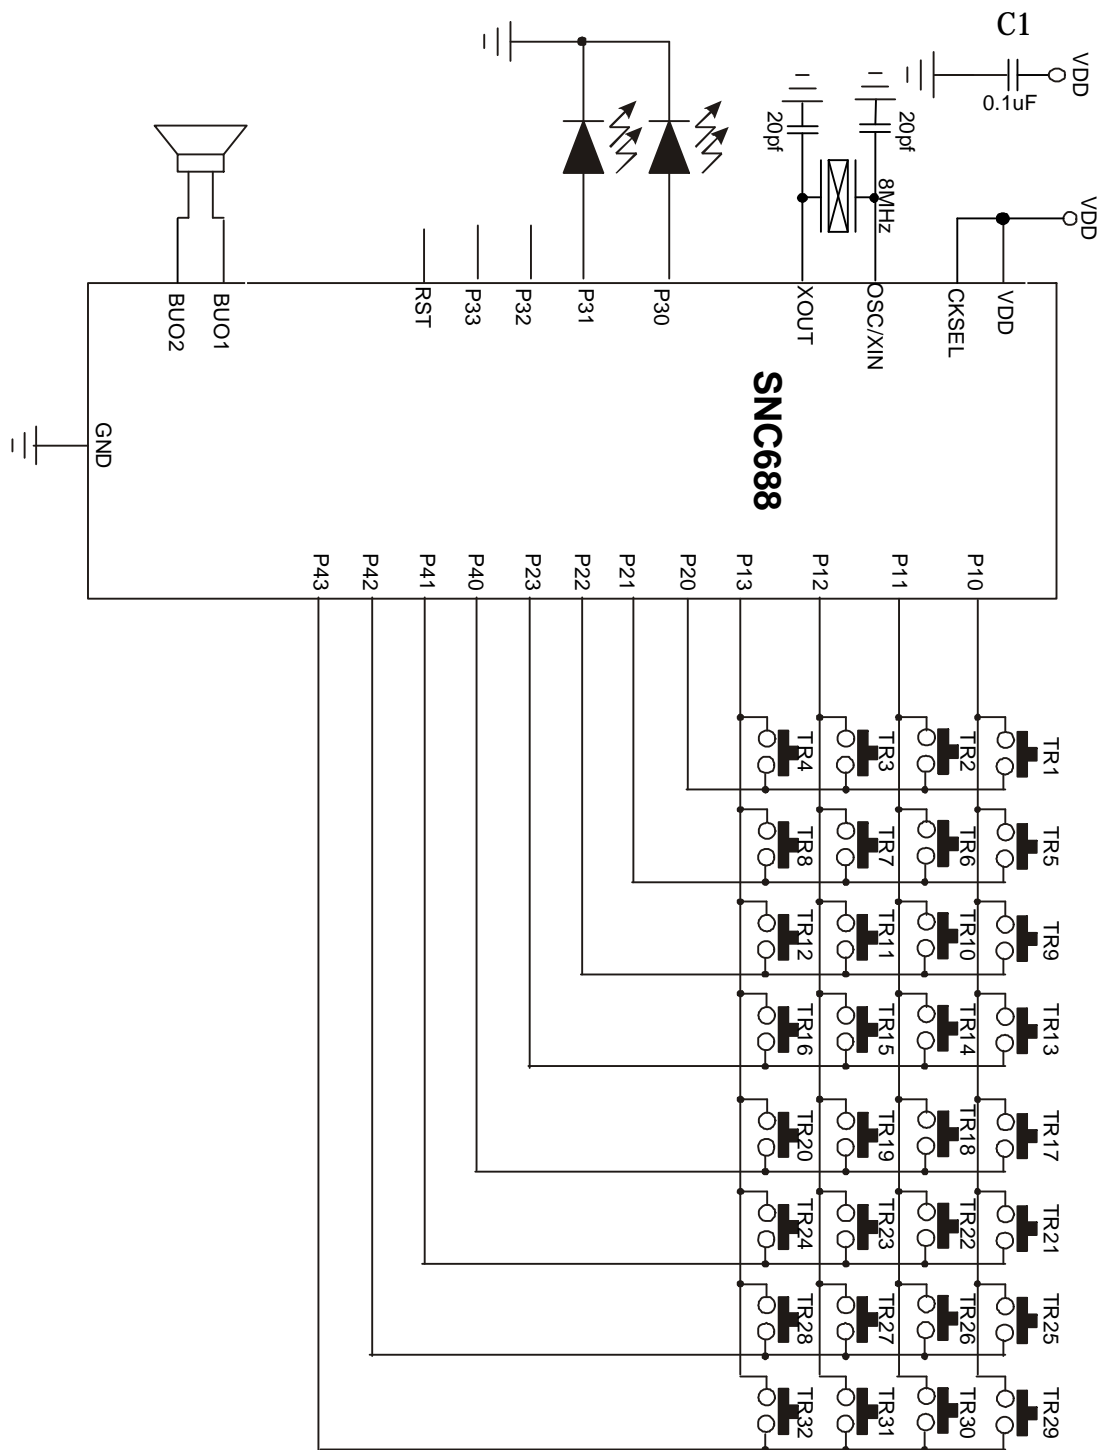 C1
VDD
0.1uF
20pf
20pf
8MHz
VDD
BUO2
BUO1
RST
P33
P32
P31
P30
XOUT
OSC/XIN
CKSEL
VDD
SNC688
GND
P43
P42
P41
P40
P23
P22
P21
P20
P13
P12
P11
P10
TR4
TR3
TR2
TR1
TR8
TR7
TR6
TR5
TR12
TR11
TR10
TR9
TR16
TR15
TR14
TR13
TR20
TR19
TR18
TR17
TR24
TR23
TR22
TR21
TR28
TR27
TR26
TR25
TR32
TR31
TR30
TR29